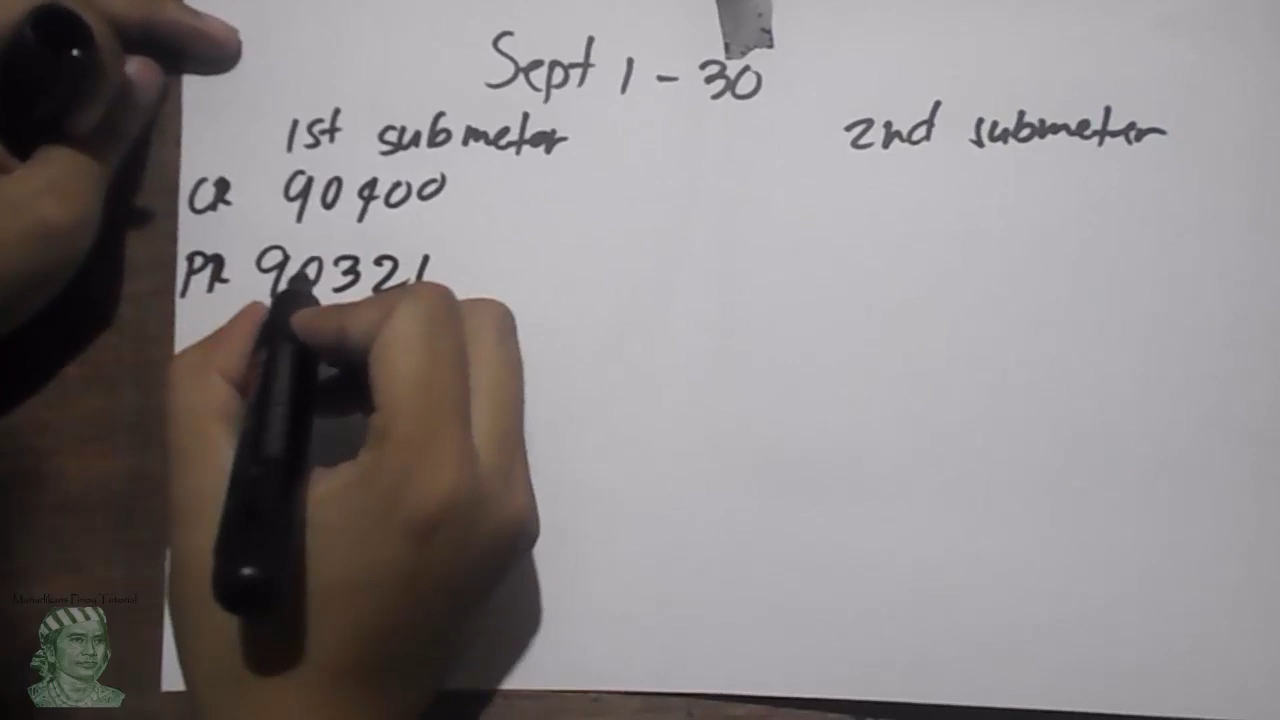 Sept 1 - 30
1st submeter
2nd submeter
CR 90400
PR 90321